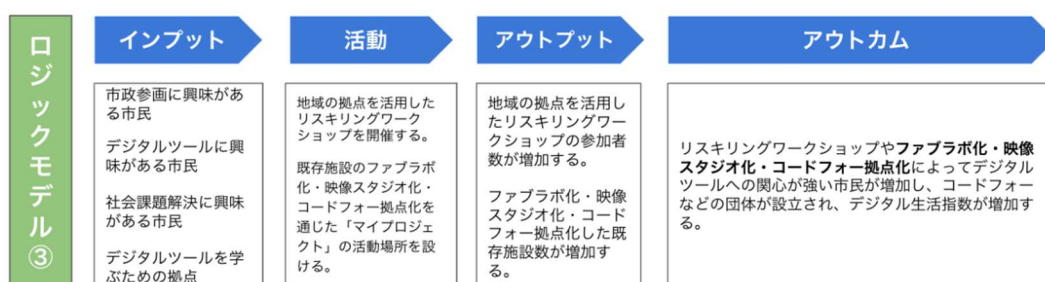 ロジックモデル③
インプット
活動
アウトプット
アウトカム
市政参画に興味があ
る市民
デジタルツールに興
味がある市民
社会課題解決に興味
がある市民
デジタルツールを学
ぶための拠点
地域の拠点を活用した
リスキリングワーク
ショップを開催する。
既存施設のファブラボ
化・映像スタジオ化・
コードフォー拠点化を
通じた「マイプロジェ
クト」の活動場所を設
ける。
地域の拠点を活用し
たリスキリングワー
クショップの参加者
数が増加する。
ファブラボ化・映像
スタジオ化・コード
フォー拠点化した既
存施設数が増加す
る。
リスキリングワークショップやファブラボ化・映像
スタジオ化・コードフォー拠点化によってデジタル
ツールへの関心が強い市民が増加し、コードフォー
などの団体が設立され、デジタル生活指数が増加す
る。